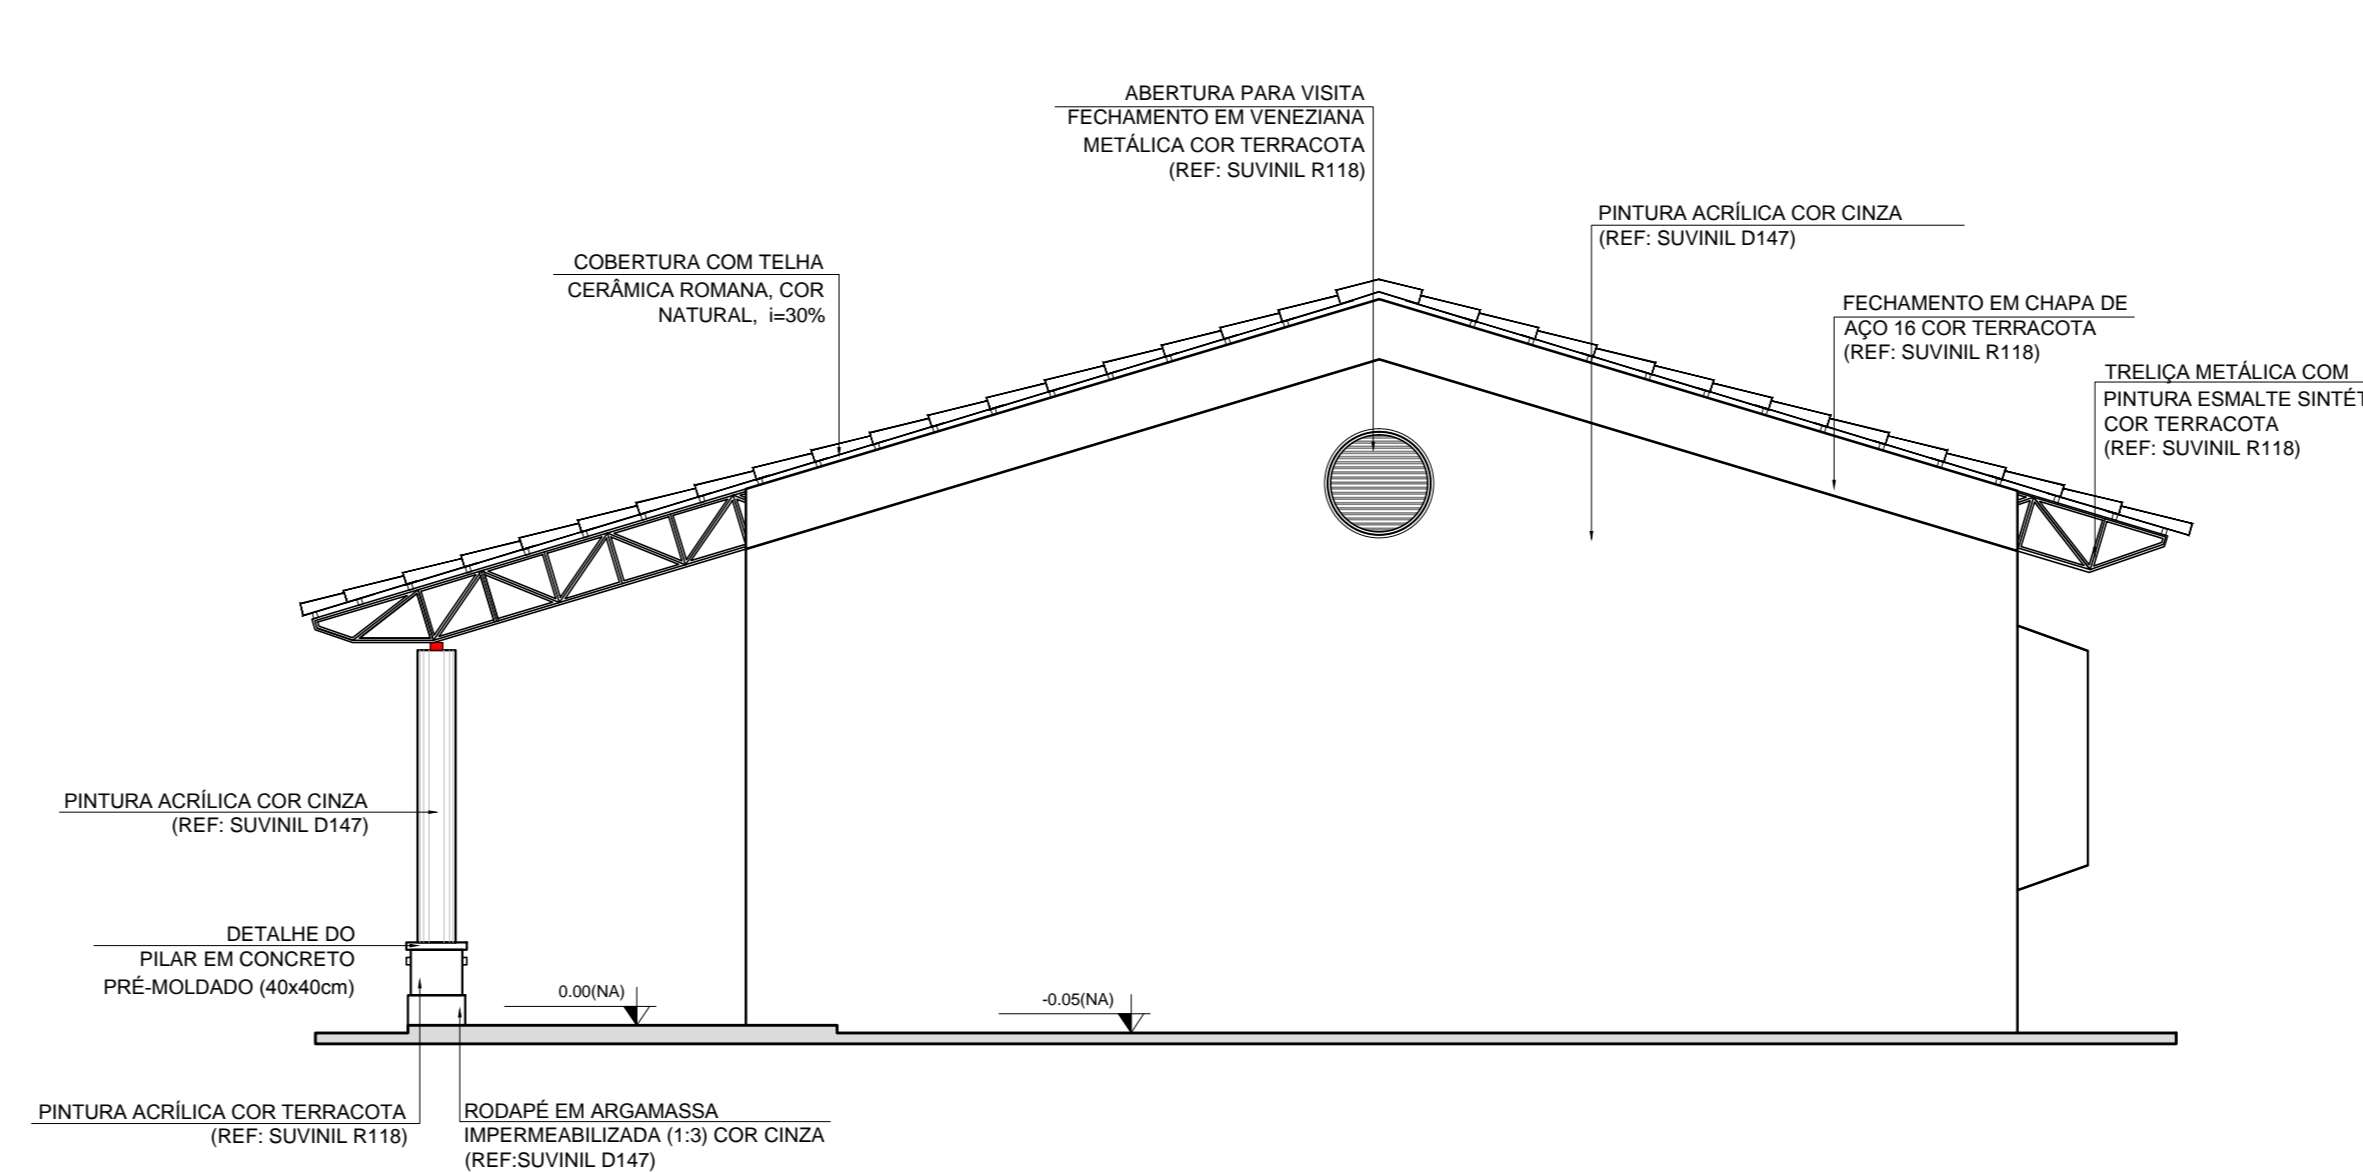 ABERTURA PARA VISITA
FECHAMENTO EM VENEZIANA
METÁLICA COR TERRACOTA
(REF: SUVINIL R118)
PINTURA ACRÍLICA COR CINZA
(REF: SUVINIL D147)
COBERTURA COM TELHA
CERÂMICA ROMANA, COR
NATURAL, i=30%
FECHAMENTO EM CHAPA DE
AÇO 16 COR TERRACOTA
(REF: SUVINIL R118)
TRELIÇA METÁLICA COM
PINTURA ESMALTE SINTÉT
COR TERRACOTA
(REF: SUVINIL R118)
PINTURA ACRÍLICA COR CINZA
(REF: SUVINIL D147)
DETALHE DO
PILAR EM CONCRETO
PRÉ-MOLDADO (40x40cm)
0.00(NA)
-0.05(NA)
PINTURA ACRÍLICA COR TERRACOTA
(REF: SUVINIL R118)
RODAPÉ EM ARGAMASSA
IMPERMEABILIZADA (1:3) COR CINZA
(REF:SUVINIL D147)